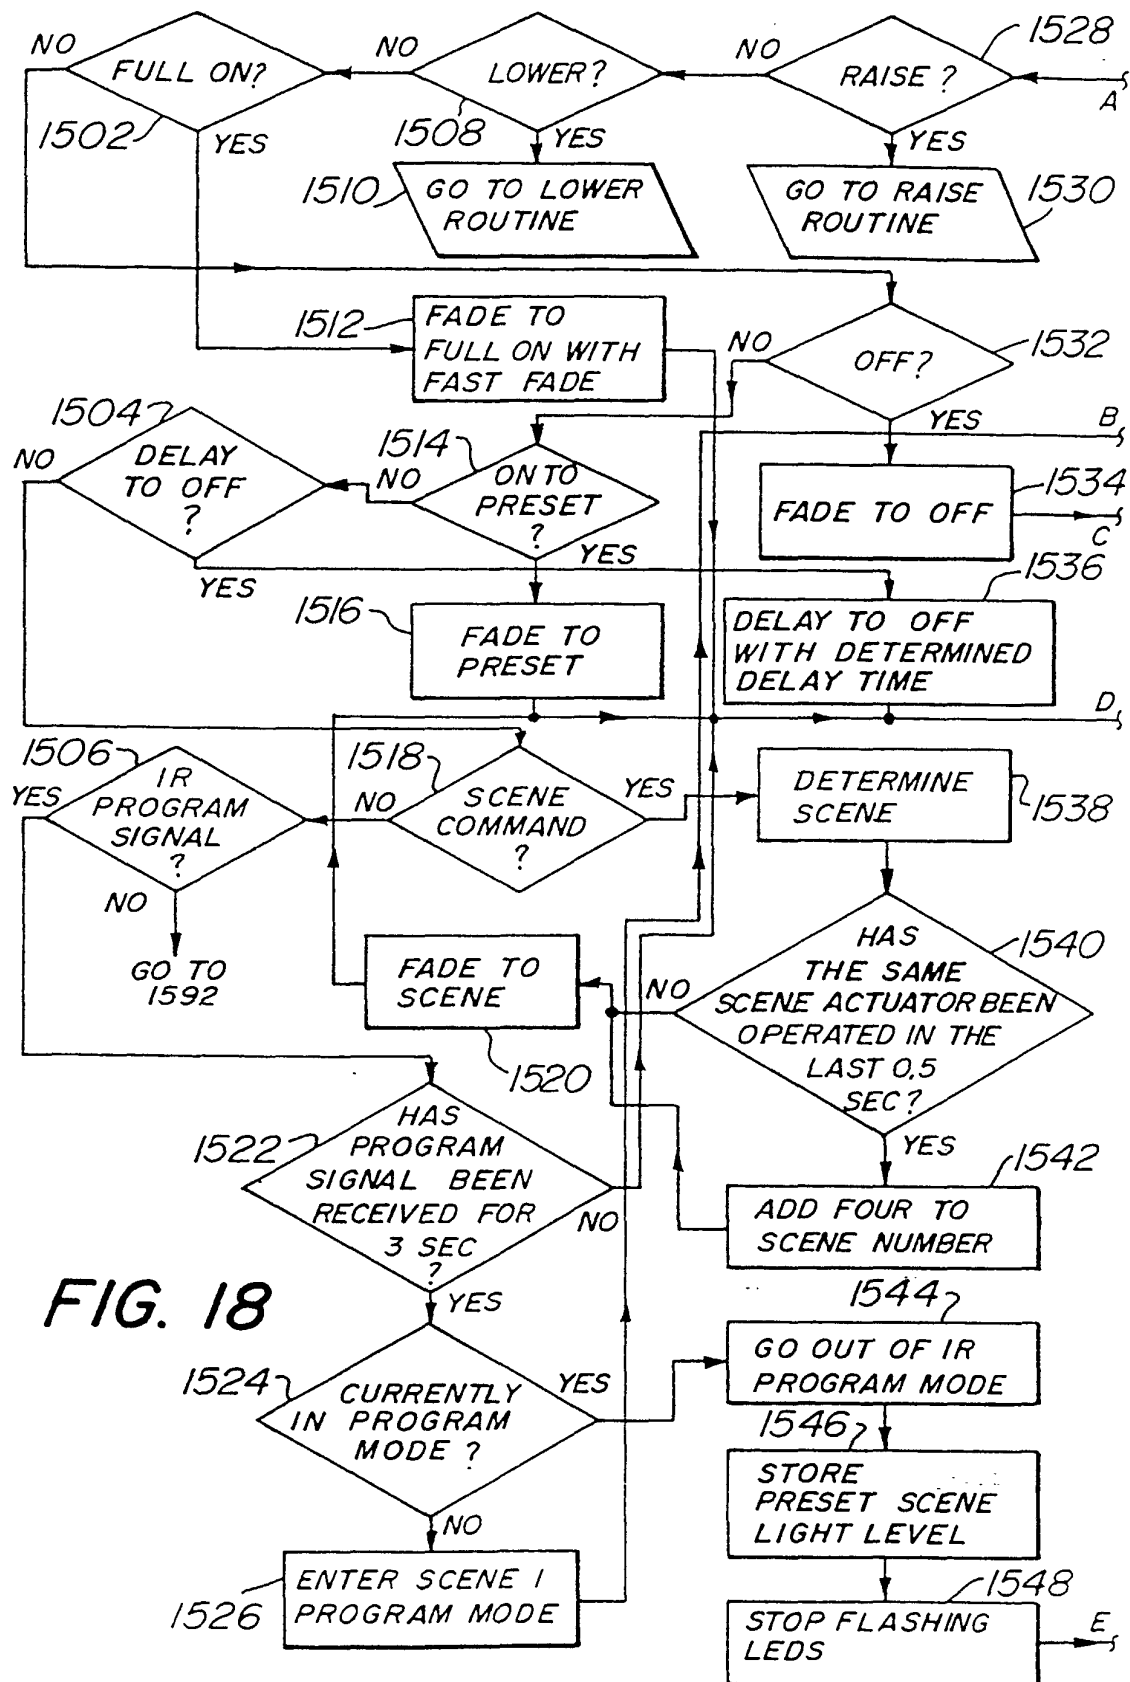 NO
FULL ON?
1502
YES
NO
LOWER?
1508
YES
NO
RAISE?
1528
A
YES
1510
GO TO LOWER
ROUTINE
GO TO RAISE
ROUTINE
1530
1512
FADE TO
FULL ON WITH
FAST FADE
NO
OFF?
1532
YES
B
1504
NO
DELAY
TO OFF
?
YES
1514
NO
ON TO
PRESET
?
YES
FADE TO OFF
1534
C
1516
FADE TO
PRESET
1536
DELAY TO OFF
WITH DETERMINED
DELAY TIME
D
1506
YES
IR
PROGRAM
SIGNAL
?
NO
GO TO
1592
1518
NO
SCENE
COMMAND
?
YES
DETERMINE
SCENE
1538
FADE TO
SCENE
1520
NO
HAS
THE SAME
SCENE ACTUATOR BEEN
OPERATED IN THE
LAST 0.5
SEC?
1540
YES
1522
HAS
PROGRAM
SIGNAL BEEN
RECEIVED FOR
3 SEC
?
NO
YES
1542
ADD FOUR TO
SCENE NUMBER
FIG. 18
1524
CURRENTLY
IN PROGRAM
MODE?
YES
NO
1544
GO OUT OF IR
PROGRAM MODE
1546
STORE
PRESET SCENE
LIGHT LEVEL
1526
ENTER SCENE 1
PROGRAM MODE
1548
STOP FLASHING
LEDS
E